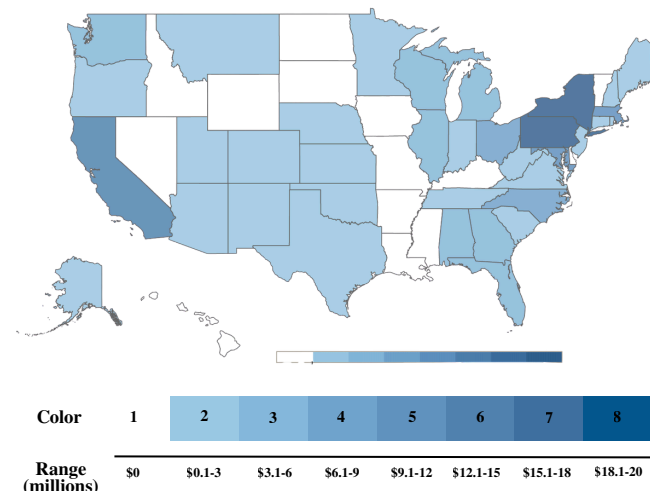 Color 1 2 3 4 5 6 7 8
Range $0 $0.1-3 $3.1-6 $6.1-9 $9.1-12 $12.1-15 $15.1-18 $18.1-20
(millions)